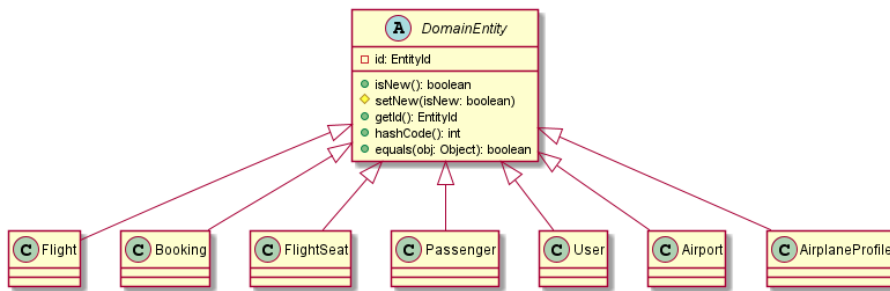 A DomainEntity
id: EntityId
isNew(): boolean
setNew(isNew: boolean)
getId(): EntityId
hashCode(): int
equals(obj: Object): boolean
C Flight
C Booking
C FlightSeat
C Passenger
C User
C Airport
C AirplaneProfile